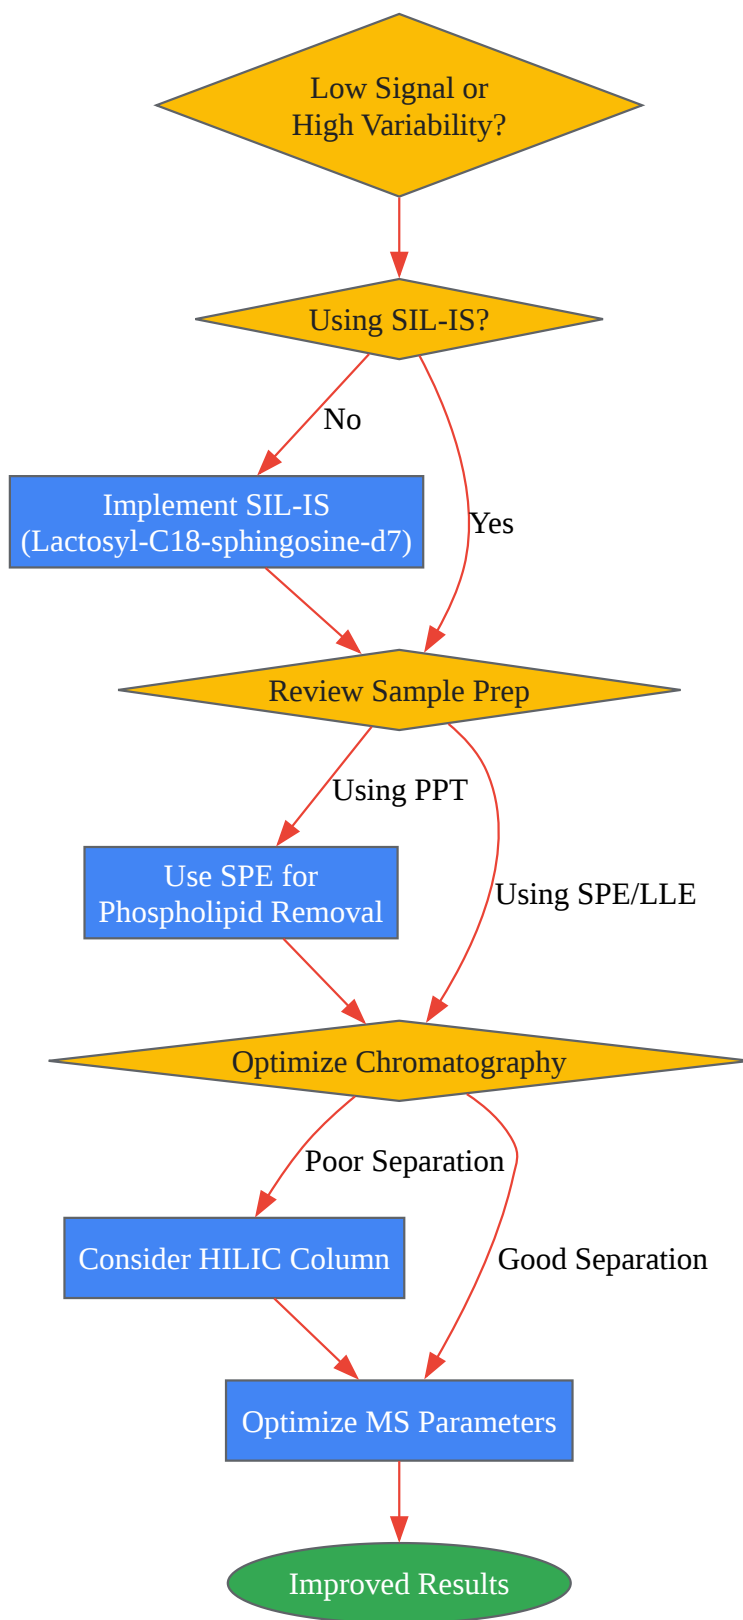 Low Signal or
High Variability?
Using SIL-IS?
No
Implement SIL-IS
(Lactosyl-C18-sphingosine-d7)
Yes
Review Sample Prep
Using PPT
Use SPE for
Phospholipid Removal
Using SPE/LLE
Optimize Chromatography
Poor Separation
Consider HILIC Column
Good Separation
Optimize MS Parameters
Improved Results